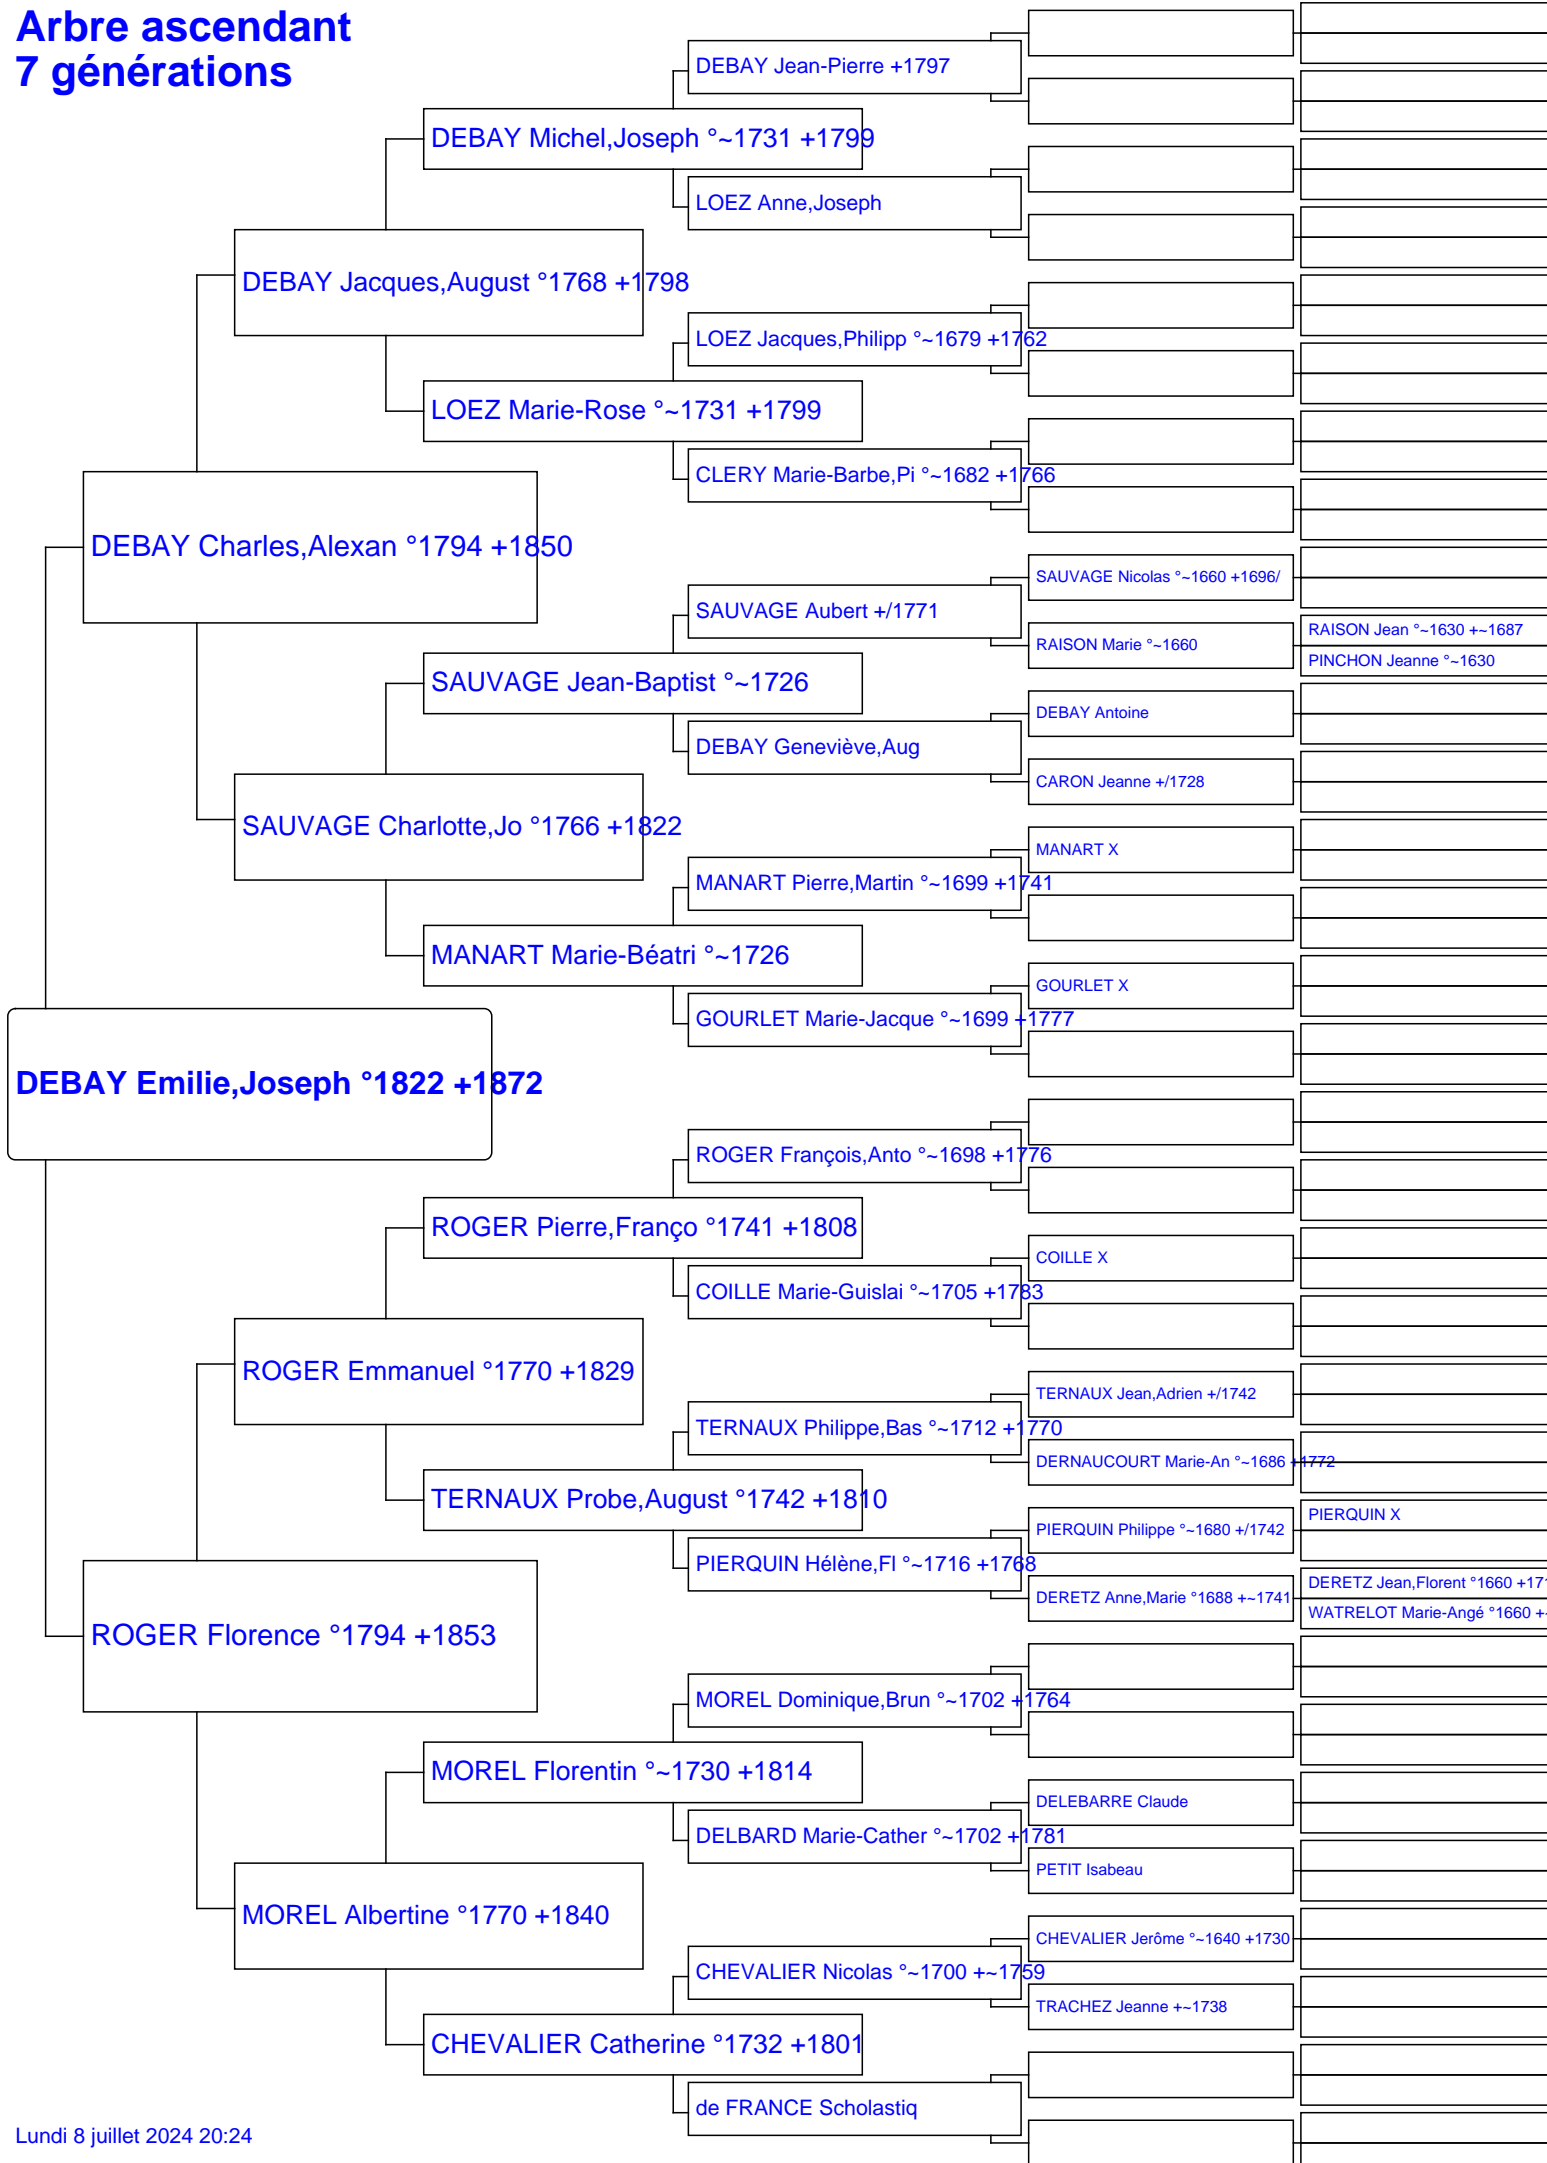 Arbre ascendant
7 générations
DEBAY Jean-Pierre +1797
DEBAY Michel,Joseph °~1731 +1799
LOEZ Anne,Joseph
DEBAY Jacques,August °1768 +1798
LOEZ Jacques,Philipp °~1679 +1762
LOEZ Marie-Rose °~1731 +1799
CLERY Marie-Barbe,Pi °~1682 +1766
DEBAY Charles,Alexan °1794 +1850
SAUVAGE Nicolas °~1660 +1696/
SAUVAGE Aubert +/1771
RAISON Jean °~1630 +~1687
RAISON Marie °~1660
PINCHON Jeanne °~1630
SAUVAGE Jean-Baptist °~1726
DEBAY Antoine
DEBAY Geneviève,Aug
CARON Jeanne +/1728
SAUVAGE Charlotte,Jo °1766 +1822
MANART X
MANART Pierre,Martin °~1699 +1741
MANART Marie-Béatri °~1726
GOURLET X
GOURLET Marie-Jacque °~1699 +1777
DEBAY Emilie,Joseph °1822 +1872
ROGER François,Anto °~1698 +1776
ROGER Pierre,Franço °1741 +1808
COILLE X
COILLE Marie-Guislai °~1705 +1783
ROGER Emmanuel °1770 +1829
TERNAUX Jean,Adrien +/1742
TERNAUX Philippe,Bas °~1712 +1770
DERNAUCOURT Marie-An °~1686 +1772
TERNAUX Probe,August °1742 +1810
PIERQUIN X
PIERQUIN Philippe °~1680 +/1742
PIERQUIN Hélène,Fl °~1716 +1768
DERETZ Jean,Florent °1660
DERETZ Anne,Marie °1688 +~1741
WATRELOT Marie-Angé °1660
ROGER Florence °1794 +1853
MOREL Dominique,Brun °~1702 +1764
MOREL Florentin °~1730 +1814
DELEBARRE Claude
DELBARD Marie-Cather °~1702 +1781
PETIT Isabeau
MOREL Albertine °1770 +1840
CHEVALIER Jerôme °~1640 +1730
CHEVALIER Nicolas °~1700 +~1759
TRACHEZ Jeanne +~1738
CHEVALIER Catherine °1732 +1801
de FRANCE Scholastiq
Lundi 8 juillet 2024 20:24